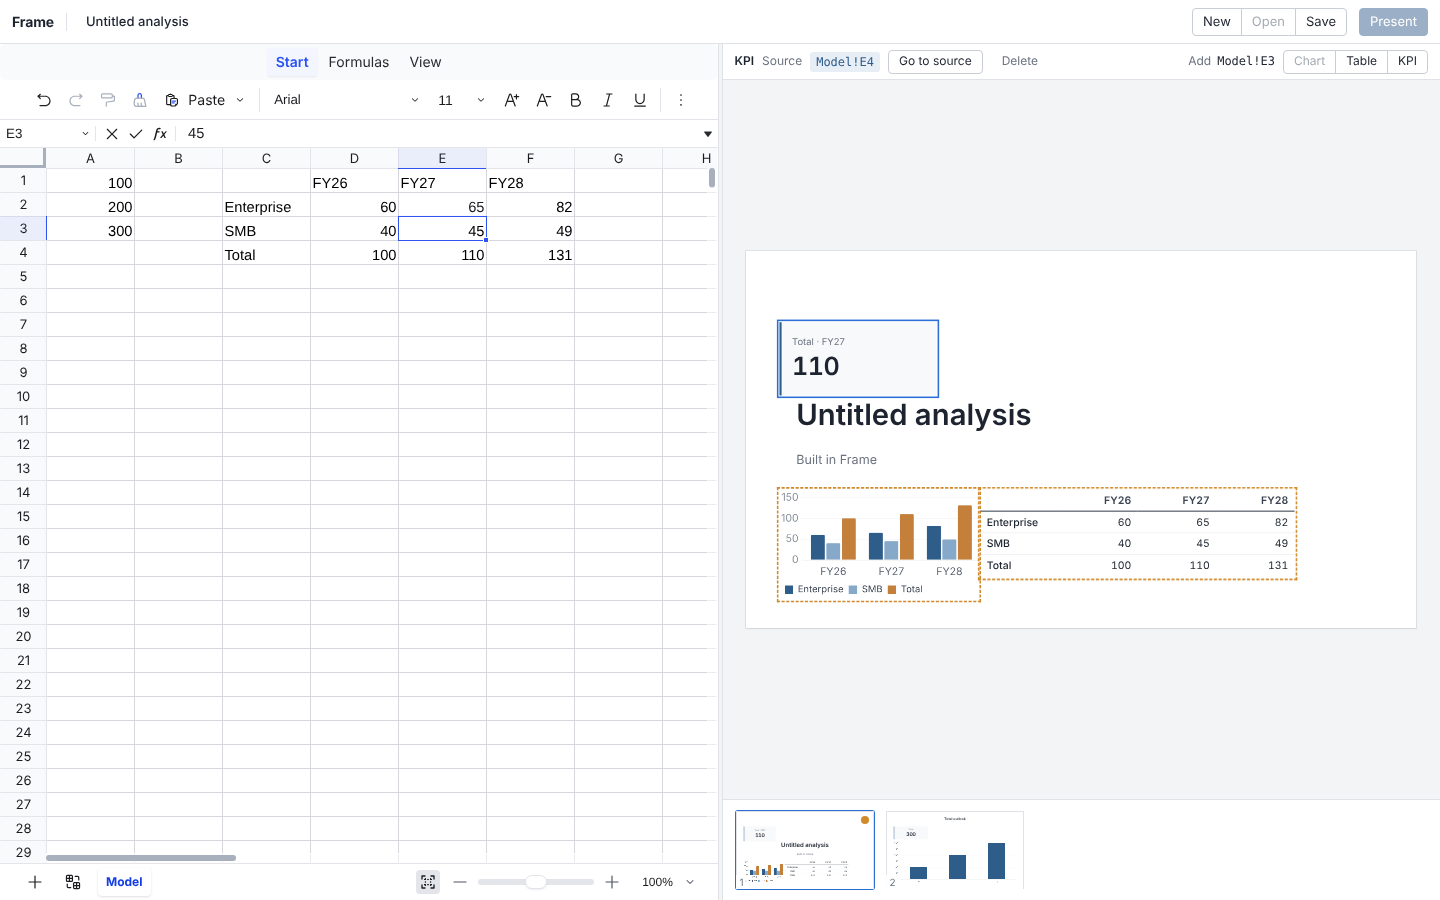 Frame
Untitled analysis
New
Open
Save
Present
Start
Formulas
View
Paste
Arial
11
A+
A-
B
I
U
E3
fx
45
KPI
Source
Model!E4
Go to source
Delete
Add
Model!E3
Chart
Table
KPI
A B C D E F G H
1 100 FY26 FY27 FY28
2 200 Enterprise 60 65 82
3 300 SMB 40 45 49
4 Total 100 110 131
5
6
7
8
9
10
11
12
13
14
15
16
17
18
19
20
21
22
23
24
25
26
27
28
29
Model
100%
Total · FY27
110
Untitled analysis
Built in Frame
150
100
50
0
FY26 FY27 FY28
Enterprise SMB Total
FY26 FY27 FY28
Enterprise 60 65 82
SMB 40 45 49
Total 100 110 131
110
Untitled analysis
1
300
2